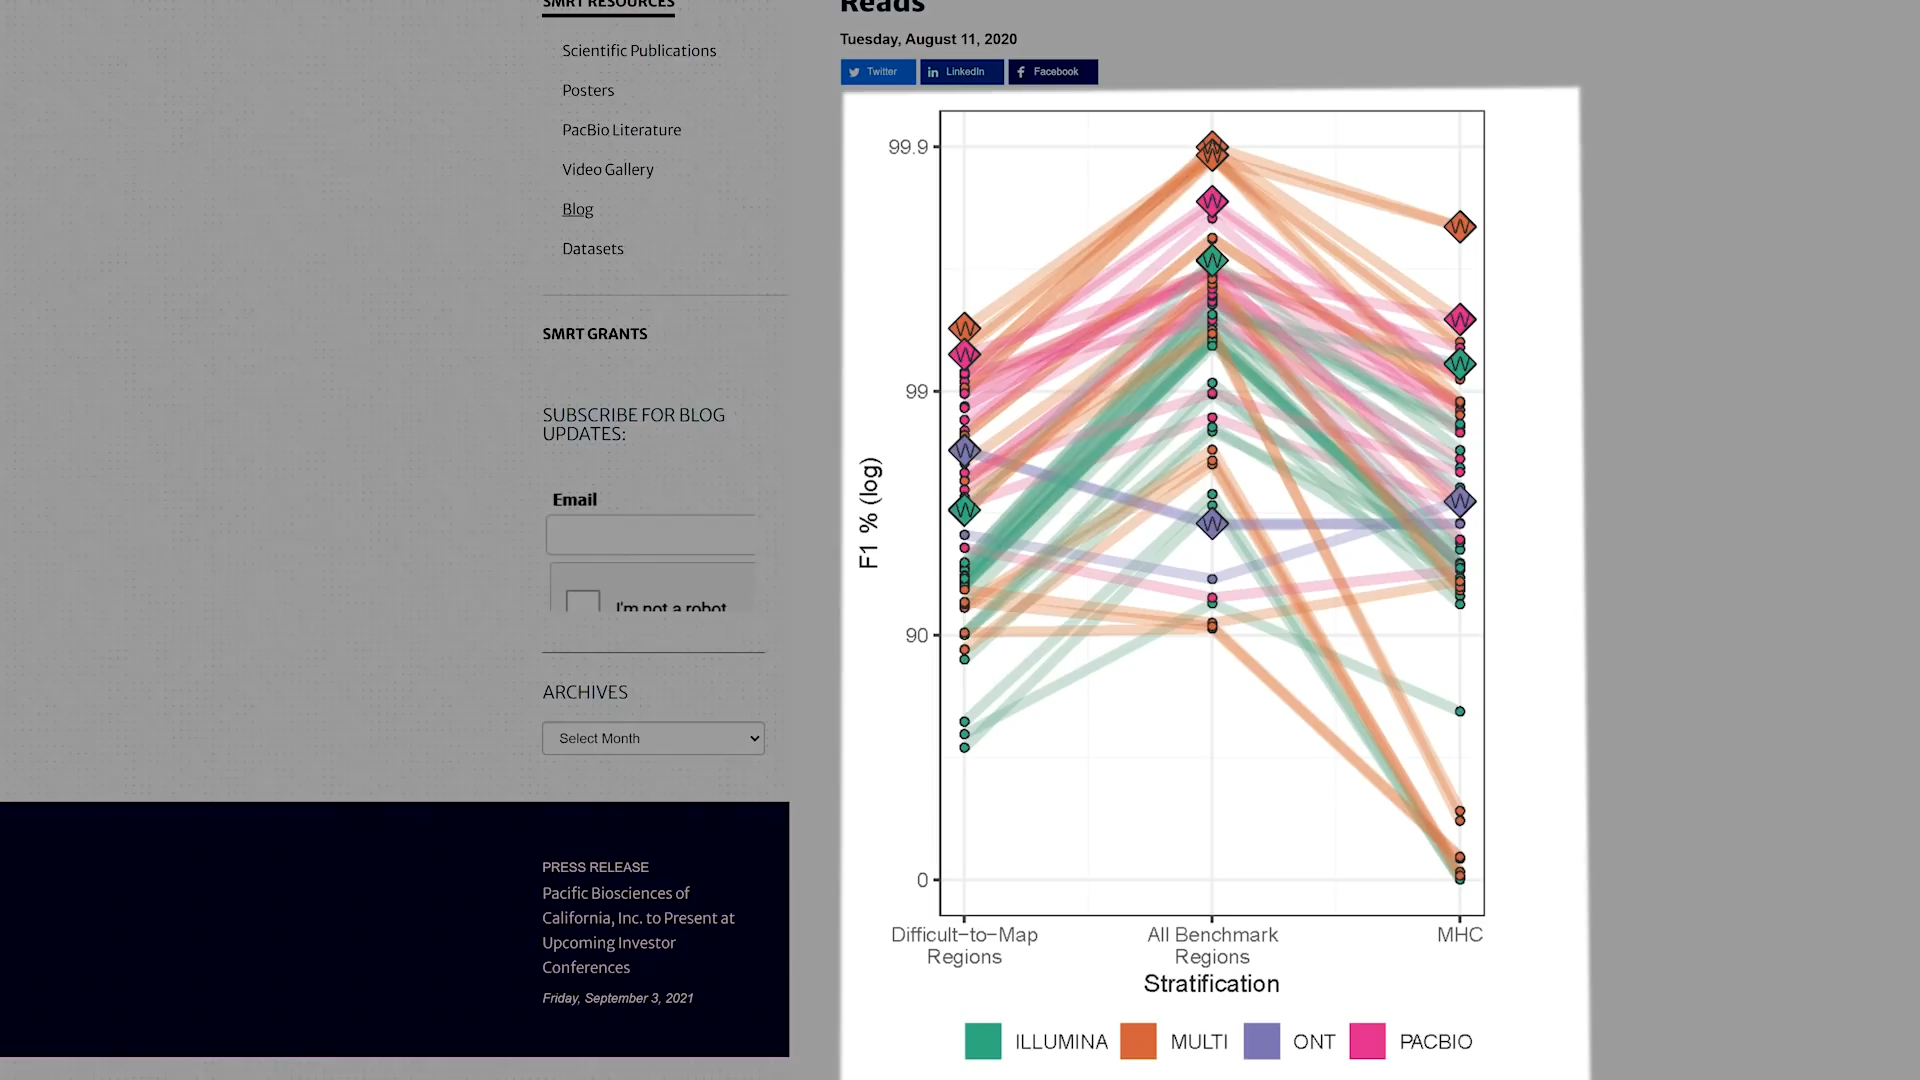 SMRT RESOURCES
Scientific Publications
Posters
PacBio Literature
Video Gallery
Blog
Datasets
SMRT GRANTS
SUBSCRIBE FOR BLOG
UPDATES:
Email
I'm not a robot
ARCHIVES
Select Month
PRESS RELEASE
Pacific Biosciences of
California, Inc. to Present at
Upcoming Investor
Conferences
Friday, September 3, 2021
Reads
Tuesday, August 11, 2020
Twitter
LinkedIn
Facebook
99.9
99
90
0
F1 % (log)
Difficult-to-Map
Regions
All Benchmark
Regions
MHC
Stratification
ILLUMINA
MULTI
ONT
PACBIO